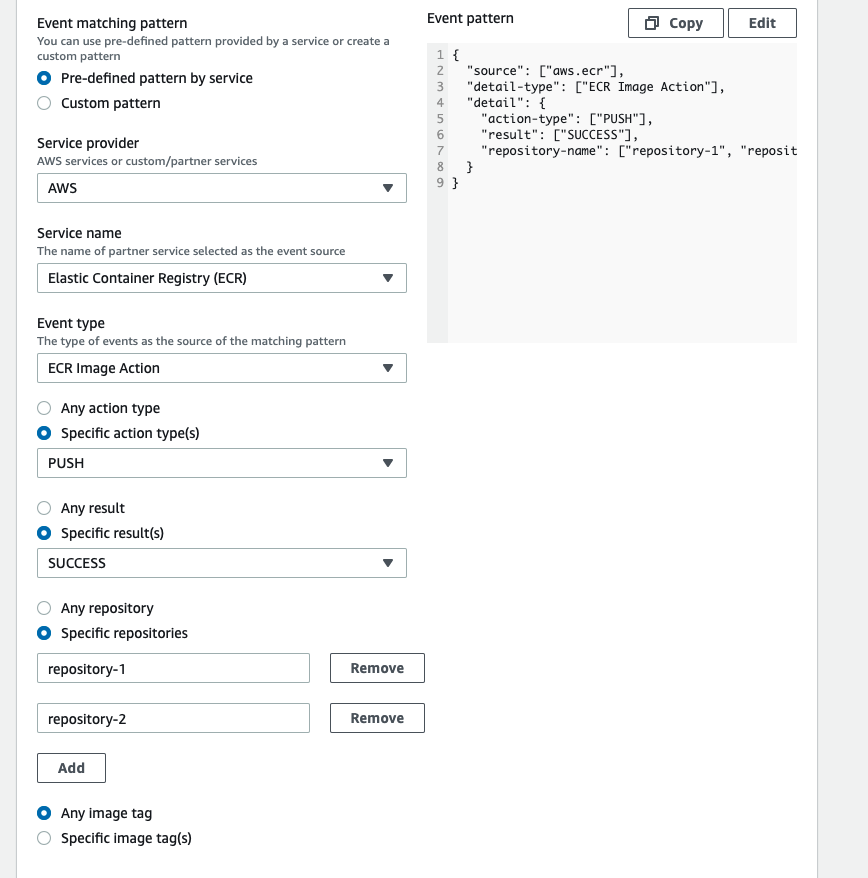 Event matching pattern
You can use pre-defined pattern provided by a service or create a
custom pattern
Pre-defined pattern by service
Custom pattern
Service provider
AWS services or custom/partner services
AWS
Service name
The name of partner service selected as the event source
Elastic Container Registry (ECR)
Event type
The type of events as the source of the matching pattern
ECR Image Action
Any action type
Specific action type(s)
PUSH
Any result
Specific result(s)
SUCCESS
Any repository
Specific repositories
repository-1 Remove
repository-2 Remove
Add
Any image tag
Specific image tag(s)
Event pattern Copy Edit
1 {
2   "source": ["aws.ecr"],
3   "detail-type": ["ECR Image Action"],
4   "detail": {
5     "action-type": ["PUSH"],
6     "result": ["SUCCESS"],
7     "repository-name": ["repository-1", "reposit
8   }
9 }